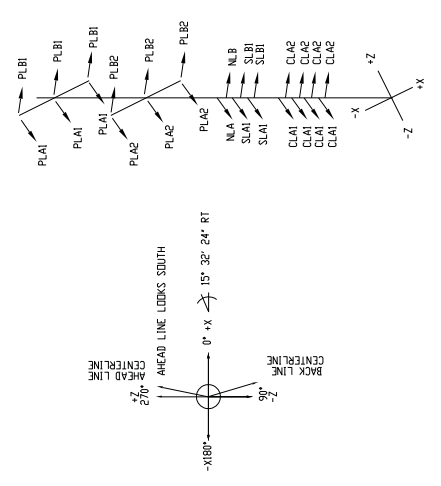 PLB1
PLB1
PLB1
PLA1
PLA1
PLA1
PLB2
PLB2
PLB2
PLA2
PLA2
PLA2
NLB
SLB1
SLB1
NLA
SLA1
SLA1
CLA2
CLA2
CLA2
CLA2
CLA1
CLA1
CLA1
CLA1
+Z
-X
+X
-Z
AHEAD LINE LOOKS SOUTH
AHEAD LINE
CENTERLINE
+Z
270°
0° +X
15° 32' 24" RT
-X180°
90°
-Z
BACK LINE
CENTERLINE